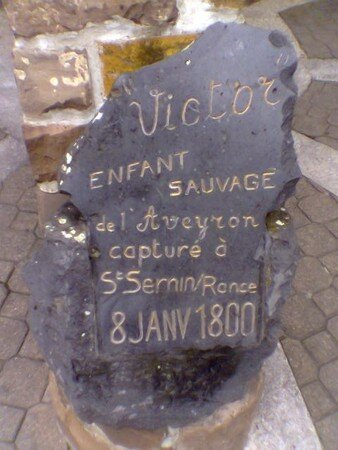 "Victor"
ENFANT
SAUVAGE
de l'Aveyron
capturé à
St Sernin/Rance
8 JANV 1800